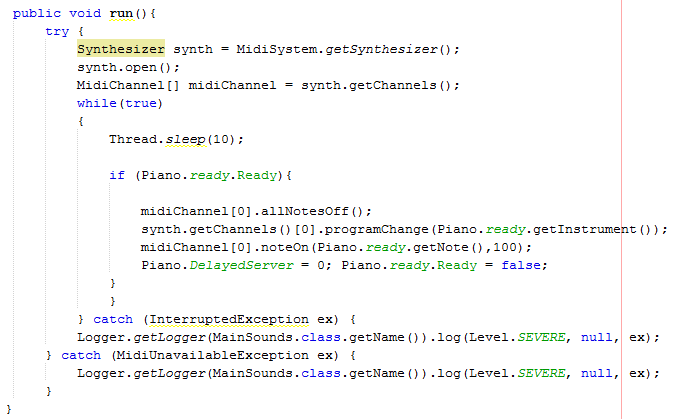 public void run(){
try {
Synthesizer synth = MidiSystem.getSynthesizer();
synth.open();
MidiChannel[] midiChannel = synth.getChannels();
while(true)
{
Thread.sleep(10);
if (Piano.ready.Ready){
midiChannel[0].allNotesOff();
synth.getChannels()[0].programChange(Piano.ready.getInstrument());
midiChannel[0].noteOn(Piano.ready.getNote(),100);
Piano.DelayedServer = 0; Piano.ready.Ready = false;
}
}
} catch (InterruptedException ex) {
Logger.getLogger(MainSounds.class.getName()).log(Level.SEVERE, null, ex);
} catch (MidiUnavailableException ex) {
Logger.getLogger(MainSounds.class.getName()).log(Level.SEVERE, null, ex);
}
}